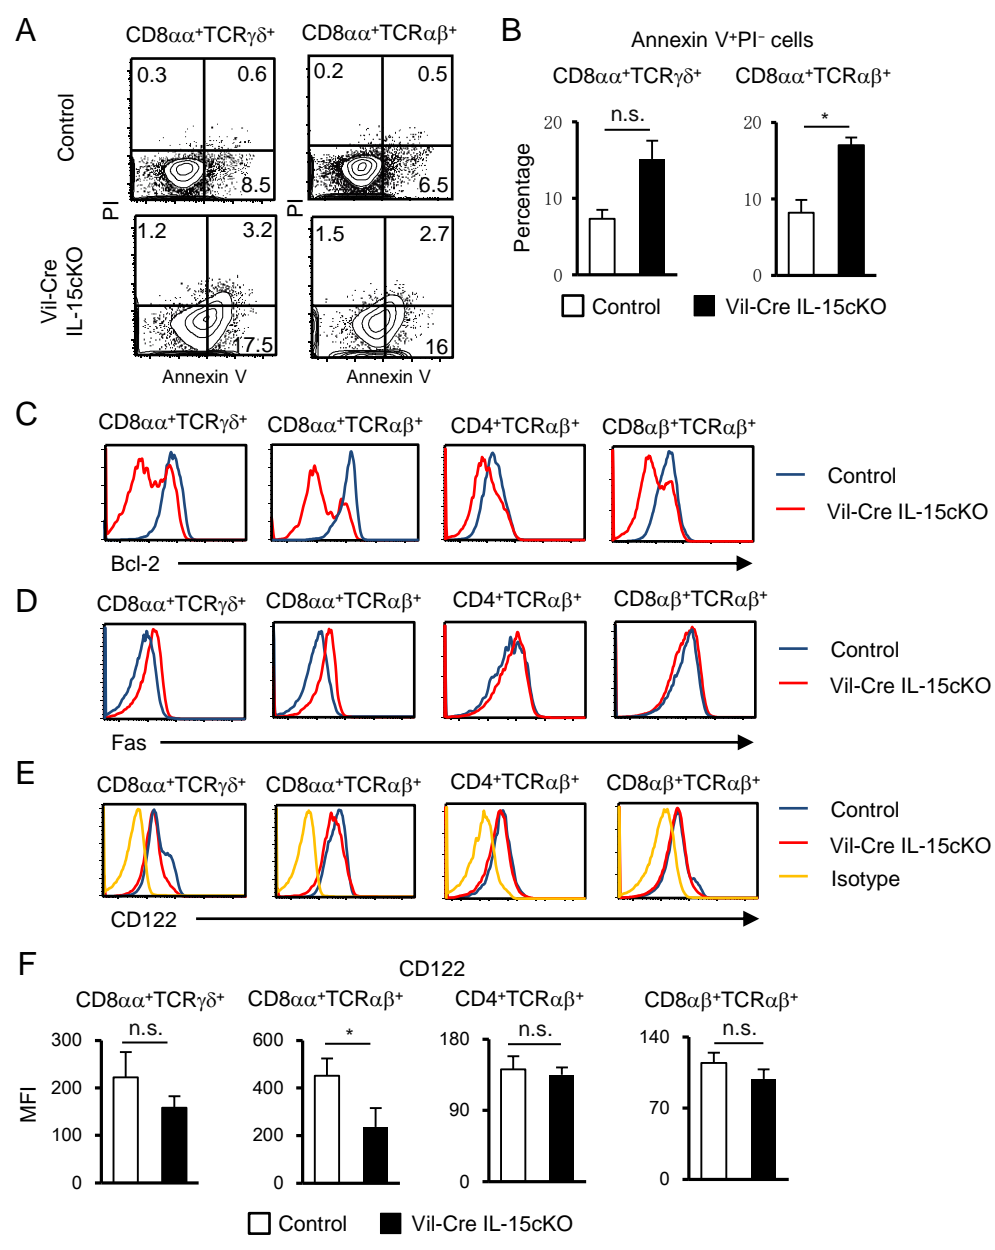 A
CD8αα⁺TCRγδ⁺ CD8αα⁺TCRαβ⁺
Control
PI
0.3 0.6
8.5
PI
0.2 0.5
6.5
Vil-Cre
IL-15cKO
1.2 3.2
17.5
1.5 2.7
16
Annexin V Annexin V
B
Annexin V⁺PI⁻ cells
CD8αα⁺TCRγδ⁺ CD8αα⁺TCRαβ⁺
Percentage
n.s.
20
10
0
*
20
10
0
Control Vil-Cre IL-15cKO
C
CD8αα⁺TCRγδ⁺ CD8αα⁺TCRαβ⁺ CD4⁺TCRαβ⁺ CD8αβ⁺TCRαβ⁺
Control
Vil-Cre IL-15cKO
Bcl-2
D
CD8αα⁺TCRγδ⁺ CD8αα⁺TCRαβ⁺ CD4⁺TCRαβ⁺ CD8αβ⁺TCRαβ⁺
Control
Vil-Cre IL-15cKO
Fas
E
CD8αα⁺TCRγδ⁺ CD8αα⁺TCRαβ⁺ CD4⁺TCRαβ⁺ CD8αβ⁺TCRαβ⁺
Control
Vil-Cre IL-15cKO
Isotype
CD122
F
CD122
CD8αα⁺TCRγδ⁺ CD8αα⁺TCRαβ⁺ CD4⁺TCRαβ⁺ CD8αβ⁺TCRαβ⁺
MFI
n.s.
300
200
100
0
*
600
400
200
0
n.s.
180
90
0
n.s.
140
70
0
Control Vil-Cre IL-15cKO